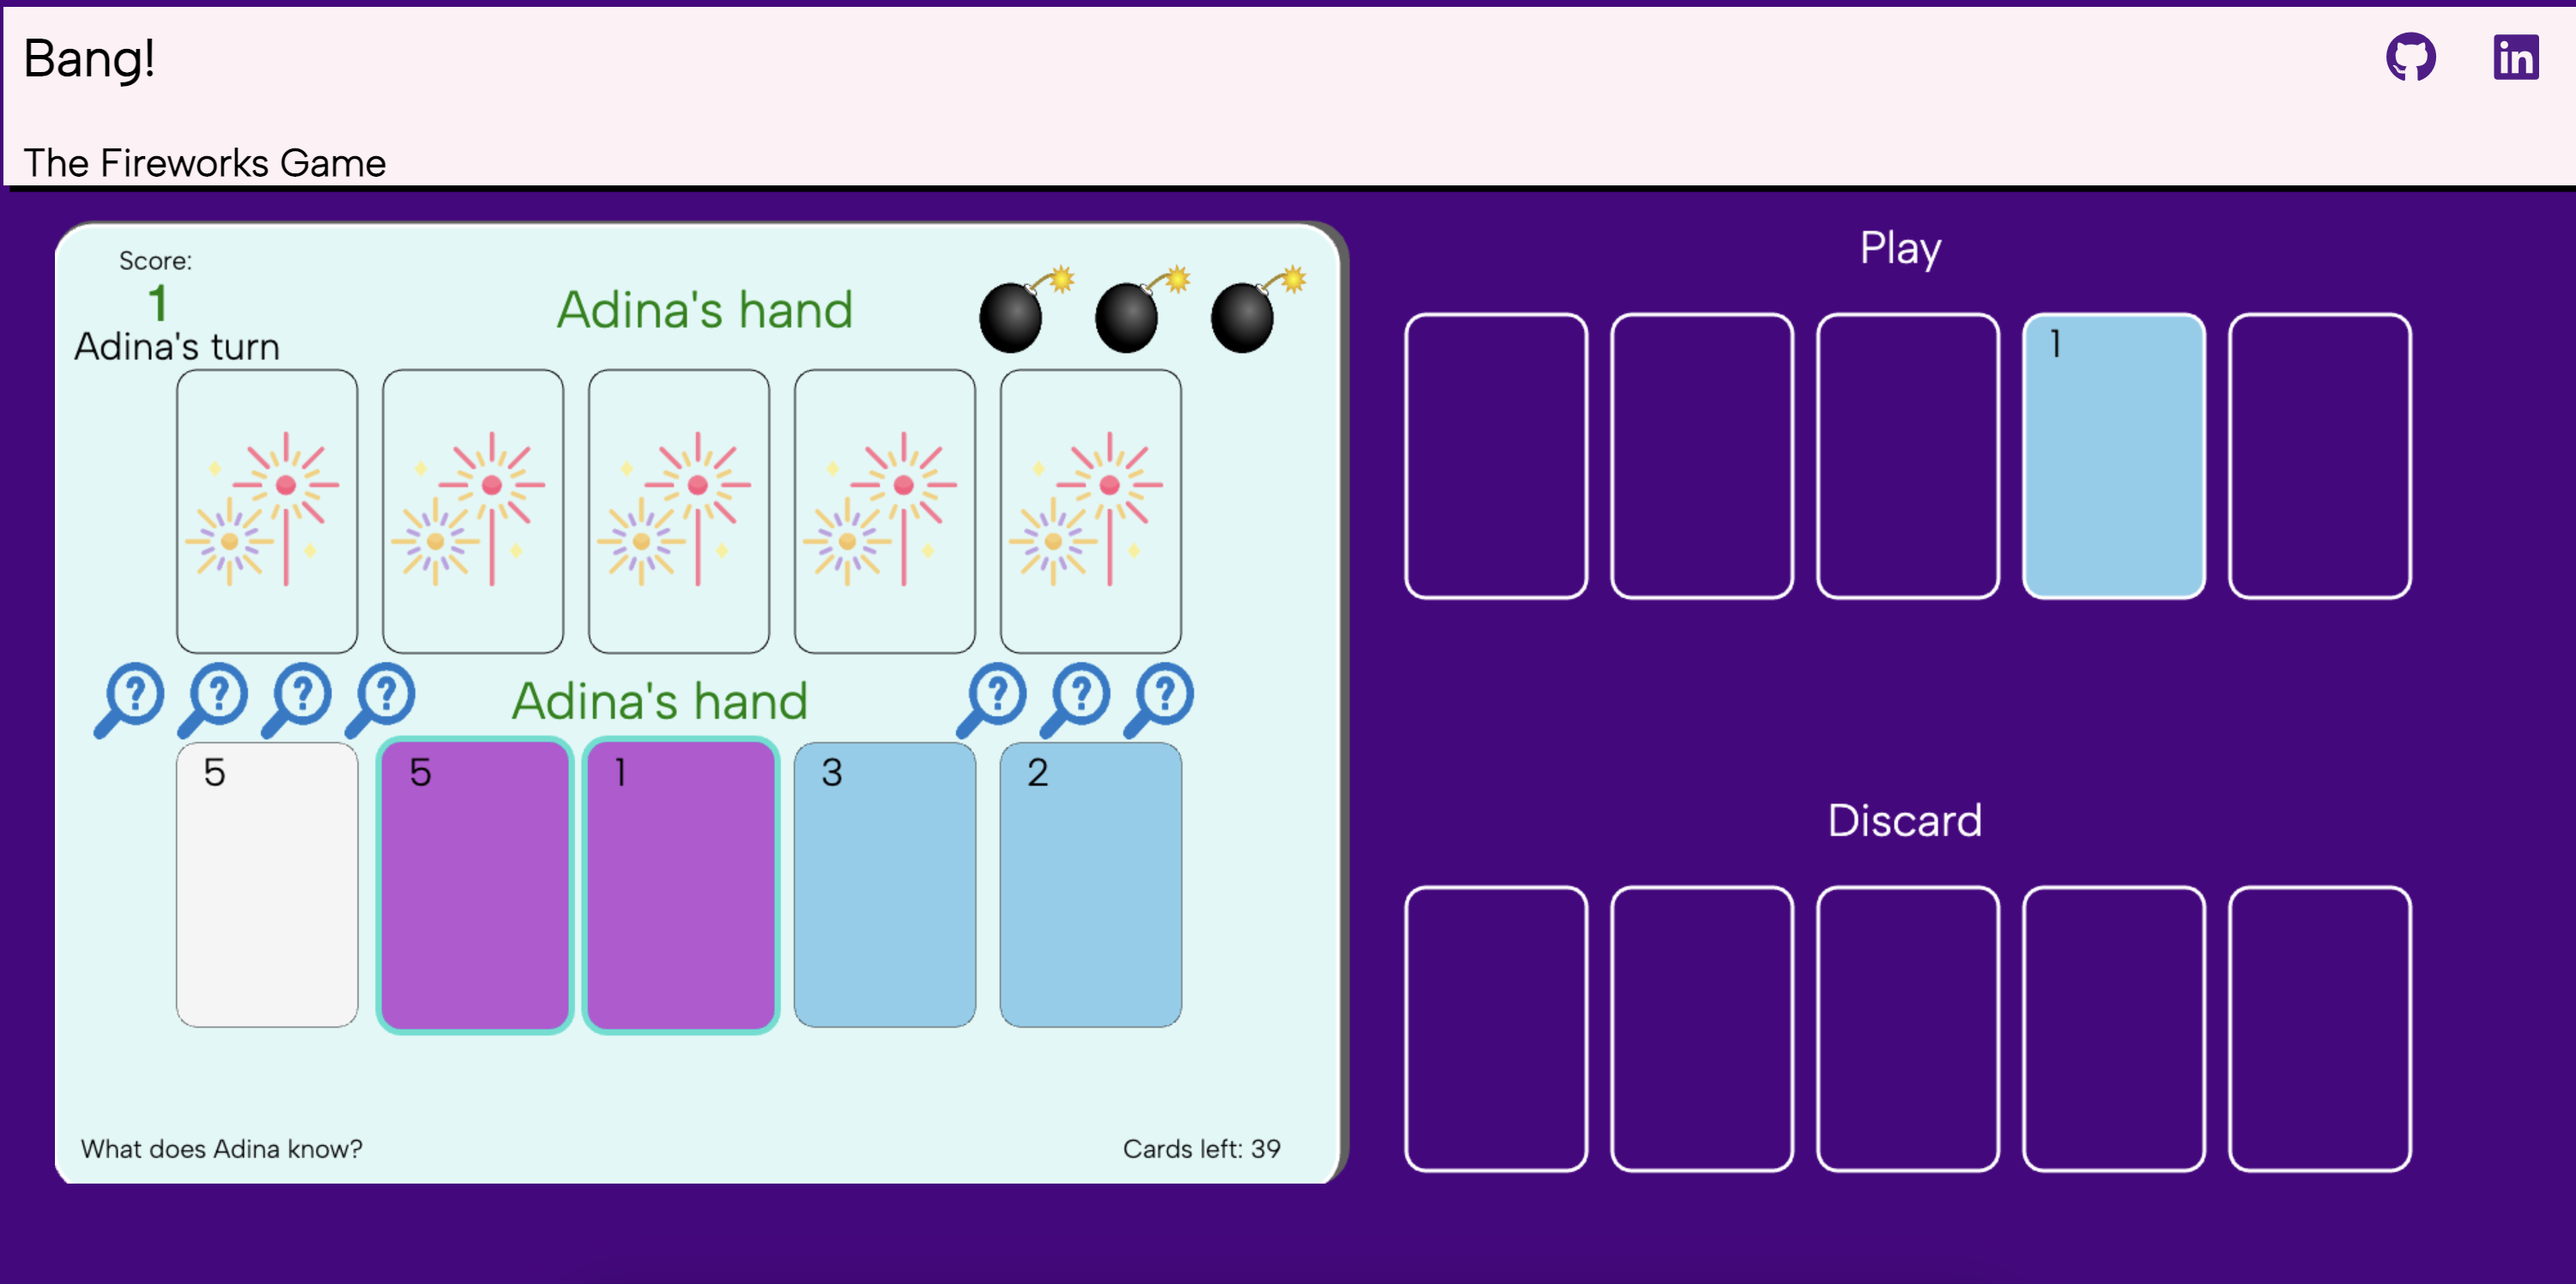 Bang!
in
The Fireworks Game
Score:
1
Adina's turn
Adina's hand
? ? ? ?
Adina's hand
? ? ?
5
5
1
3
2
What does Adina know?
Cards left: 39
Play
1
Discard